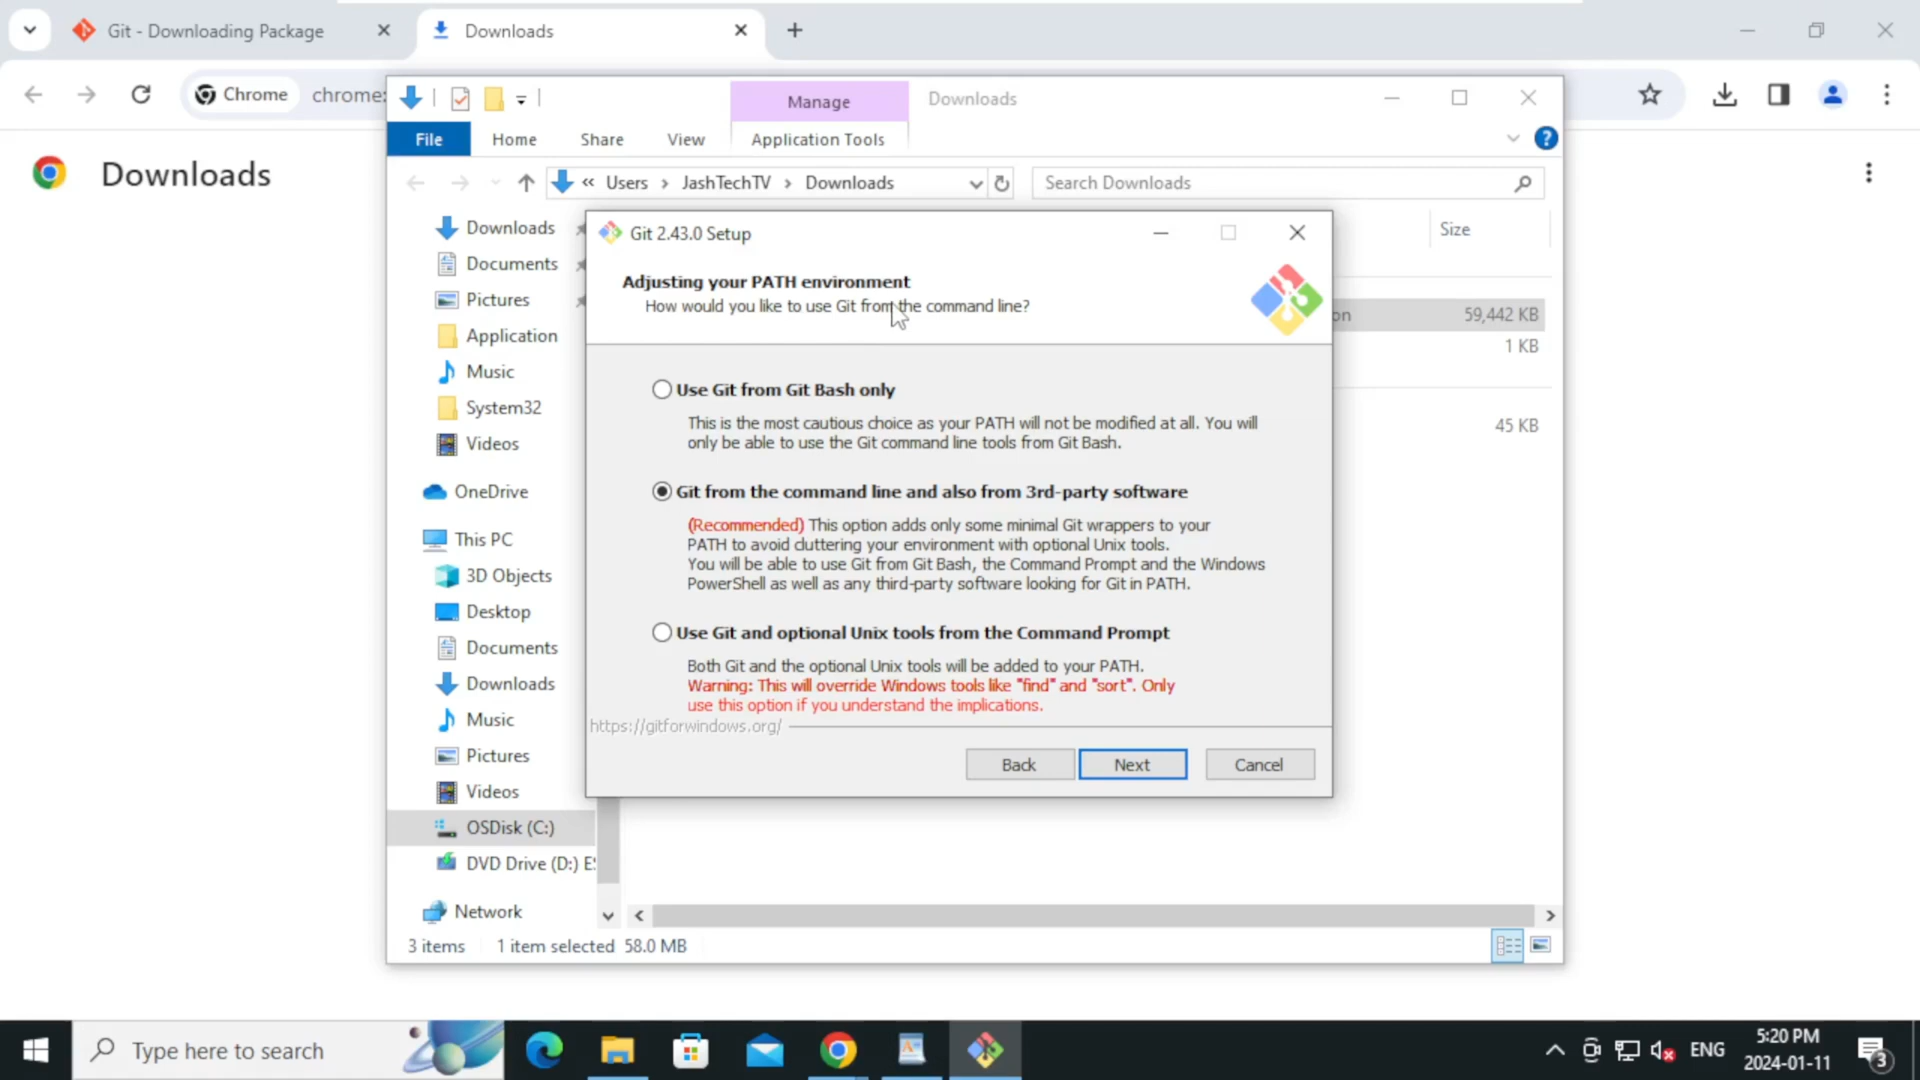 Git - Downloading Package
Downloads
Chrome
chrome:
Manage
Downloads
File
Home
Share
View
Application Tools
Downloads
« Users > JashTechTV > Downloads
Search Downloads
Downloads
Documents
Pictures
Application
Music
System32
Videos
OneDrive
This PC
3D Objects
Desktop
Documents
Downloads
Music
Pictures
Videos
OSDisk (C:)
DVD Drive (D:) E
Network
Size
on
59,442 KB
1 KB
45 KB
Git 2.43.0 Setup
Adjusting your PATH environment
How would you like to use Git from the command line?
Use Git from Git Bash only
This is the most cautious choice as your PATH will not be modified at all. You will
only be able to use the Git command line tools from Git Bash.
Git from the command line and also from 3rd-party software
(Recommended) This option adds only some minimal Git wrappers to your
PATH to avoid cluttering your environment with optional Unix tools.
You will be able to use Git from Git Bash, the Command Prompt and the Windows
PowerShell as well as any third-party software looking for Git in PATH.
Use Git and optional Unix tools from the Command Prompt
Both Git and the optional Unix tools will be added to your PATH.
Warning: This will override Windows tools like "find" and "sort". Only
use this option if you understand the implications.
https://gitforwindows.org/
Back
Next
Cancel
3 items
1 item selected 58.0 MB
Type here to search
ENG
5:20 PM
2024-01-11
3